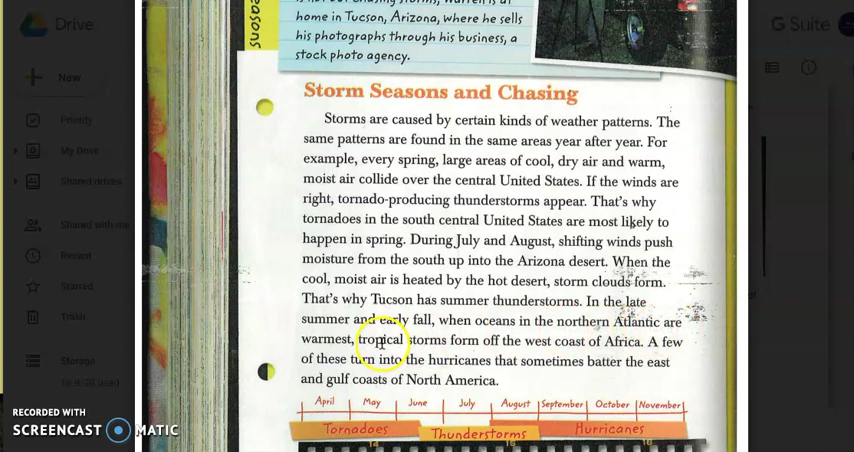 Drive
G Suite
home in Tucson, Arizona, where he sells
his photographs through his business, a
stock photo agency.
easons
New
Priority
My Drive
Shared drives
Shared with me
Recent
Starred
Trash
Storage
Storm Seasons and Chasing
Storms are caused by certain kinds of weather patterns. The
same patterns are found in the same areas year after year. For
example, every spring, large areas of cool, dry air and warm,
moist air collide over the central United States. If the winds are
right, tornado-producing thunderstorms appear. That's why
tornadoes in the south central United States are most likely to
happen in spring. During July and August, shifting winds push
moisture from the south up into the Arizona desert. When the
cool, moist air is heated by the hot desert, storm clouds form.
That's why Tucson has summer thunderstorms. In the late
summer and early fall, when oceans in the northern Atlantic are
warmest, tropical storms form off the west coast of Africa. A few
of these turn into the hurricanes that sometimes batter the east
and gulf coasts of North America.
April May June July August September October November
Tornadoes Thunderstorms Hurricanes
RECORDED WITH
SCREENCAST MATIC